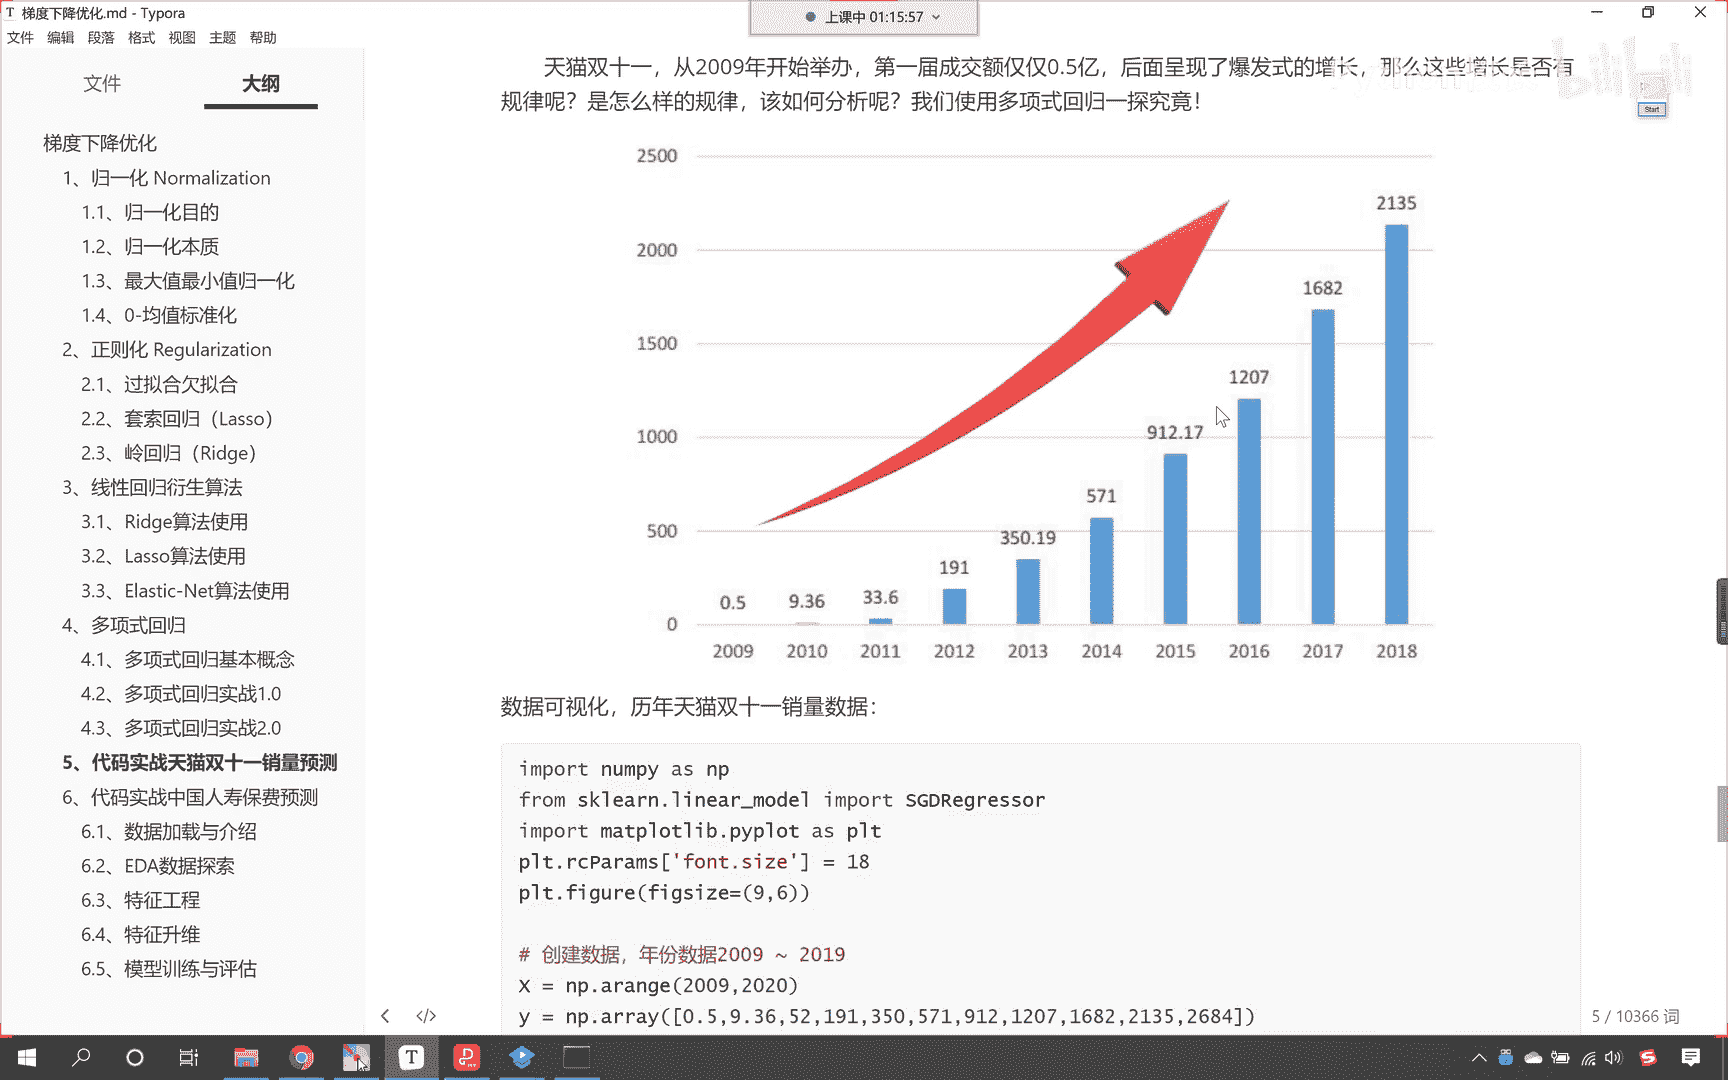 梯度下降优化.md - Typora
上课中 01:15:57
文件 编辑 段落 格式 视图 主题 帮助
文件 大纲
梯度下降优化
1、归一化 Normalization
1.1、归一化目的
1.2、归一化本质
1.3、最大值最小值归一化
1.4、0-均值标准化
2、正则化 Regularization
2.1、过拟合欠拟合
2.2、套索回归（Lasso）
2.3、岭回归（Ridge）
3、线性回归衍生算法
3.1、Ridge算法使用
3.2、Lasso算法使用
3.3、Elastic-Net算法使用
4、多项式回归
4.1、多项式回归基本概念
4.2、多项式回归实战1.0
4.3、多项式回归实战2.0
5、代码实战天猫双十一销量预测
6、代码实战中国人寿保费预测
6.1、数据加载与介绍
6.2、EDA数据探索
6.3、特征工程
6.4、特征升维
6.5、模型训练与评估
天猫双十一，从2009年开始举办，第一届成交额仅仅0.5亿，后面呈现了爆发式的增长，那么这些增长是否有
规律呢？是怎么样的规律，该如何分析呢？我们使用多项式回归一探究竟！
bilibili
Start
2500
2000
1500
1000
500
0
0.5 9.36 33.6 191 350.19 571 912.17 1207 1682 2135
2009 2010 2011 2012 2013 2014 2015 2016 2017 2018
数据可视化，历年天猫双十一销量数据：
import numpy as np
from sklearn.linear_model import SGDRegressor
import matplotlib.pyplot as plt
plt.rcParams['font.size'] = 18
plt.figure(figsize=(9,6))
# 创建数据，年份数据2009 ~ 2019
X = np.arange(2009,2020)
y = np.array([0.5,9.36,52,191,350,571,912,1207,1682,2135,2684])
5 / 10366 词